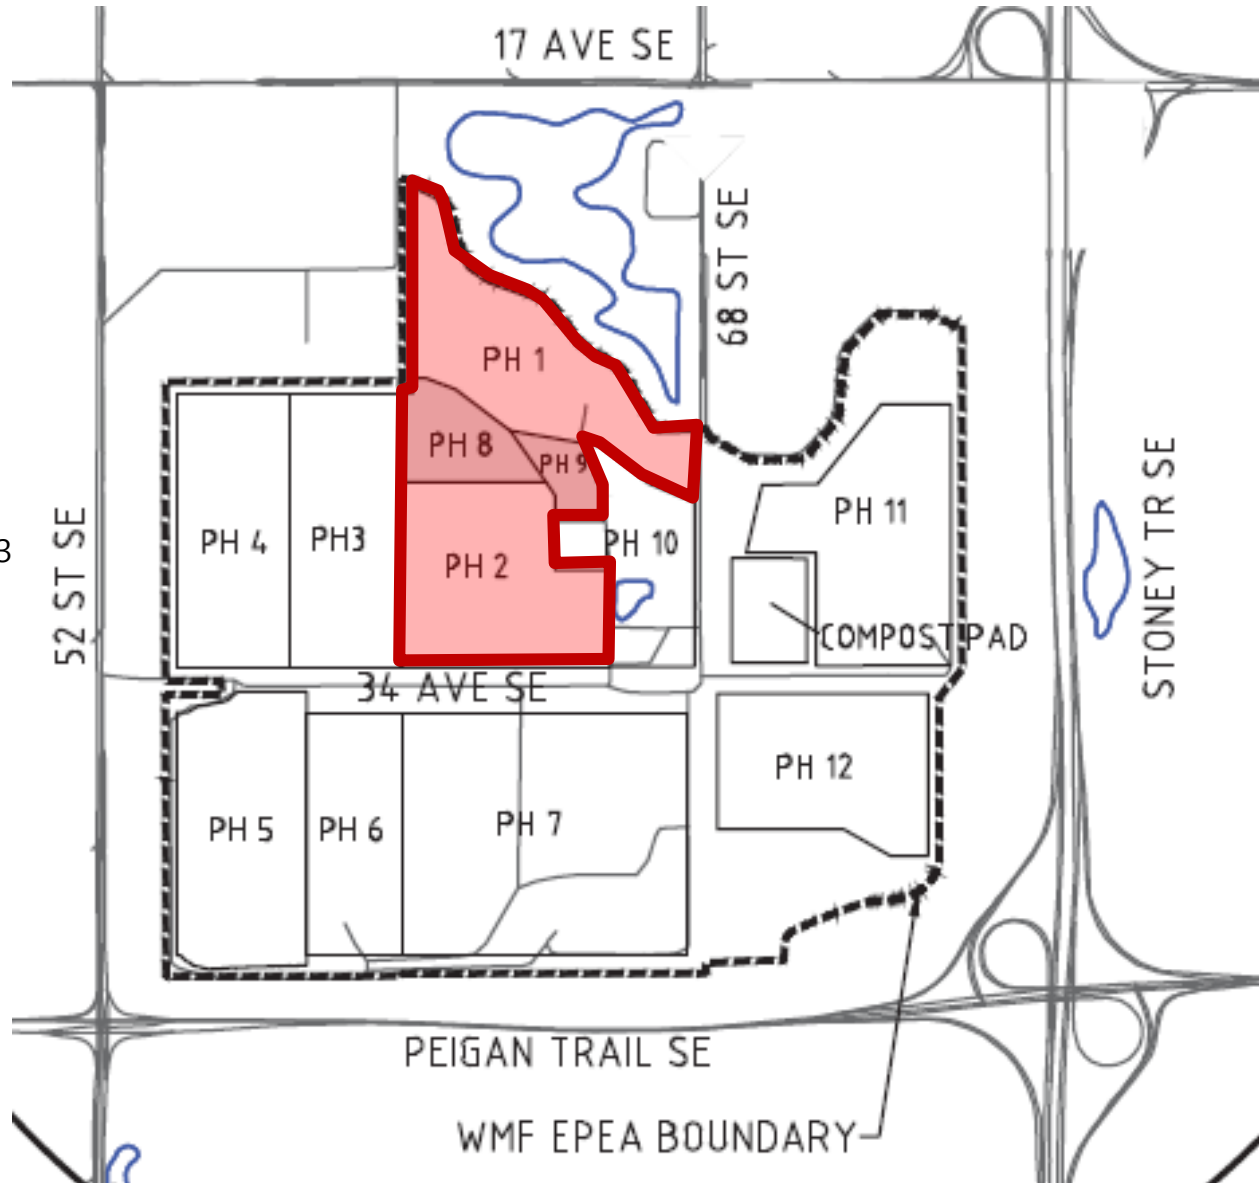 17 AVE SE
68 ST SE
PH 1
PH 8
PH 9
PH 4
PH3
PH 2
PH 10
PH 11
3
52 ST SE
STONEY TR SE
COMPOST PAD
34 AVE SE
PH 12
PH 5
PH 6
PH 7
PEIGAN TRAIL SE
WMF EPEA BOUNDARY